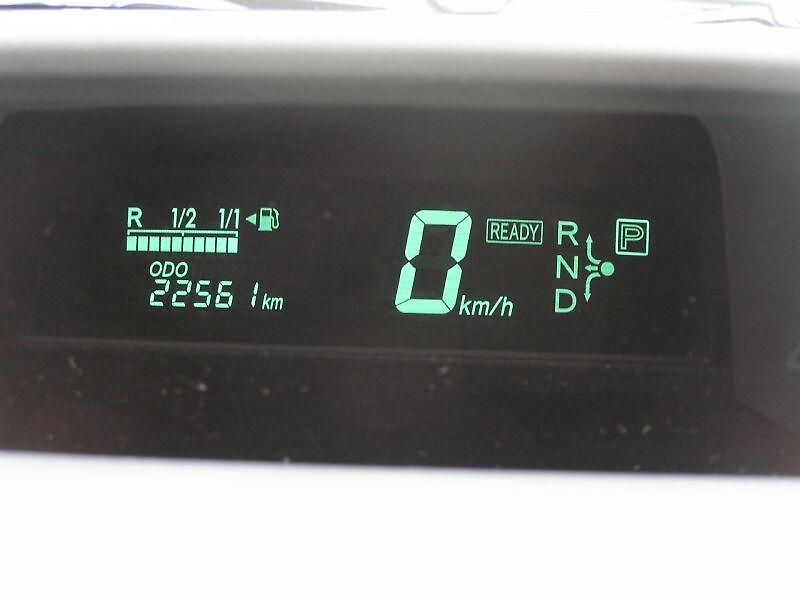 R 1/2 1/1
ODO
22561 km
0 km/h
READY
R
N
D
P